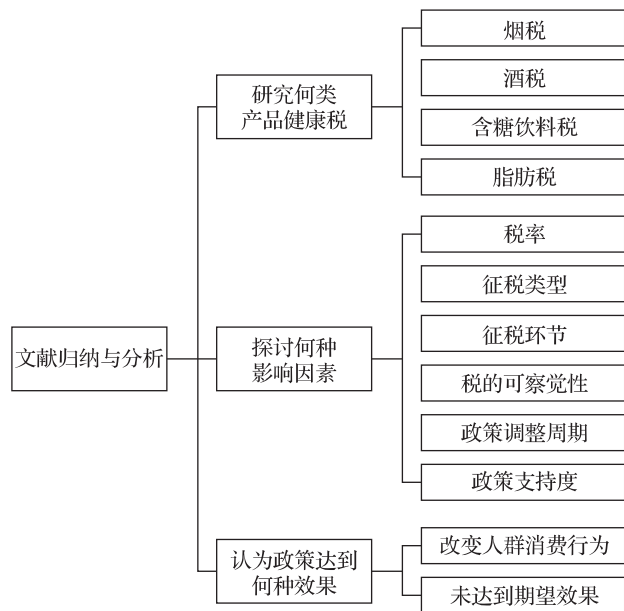 文献归纳与分析
研究何类
产品健康税
烟税
酒税
含糖饮料税
脂肪税
探讨何种
影响因素
税率
征税类型
征税环节
税的可察觉性
政策调整周期
政策支持度
认为政策达到
何种效果
改变人群消费行为
未达到期望效果